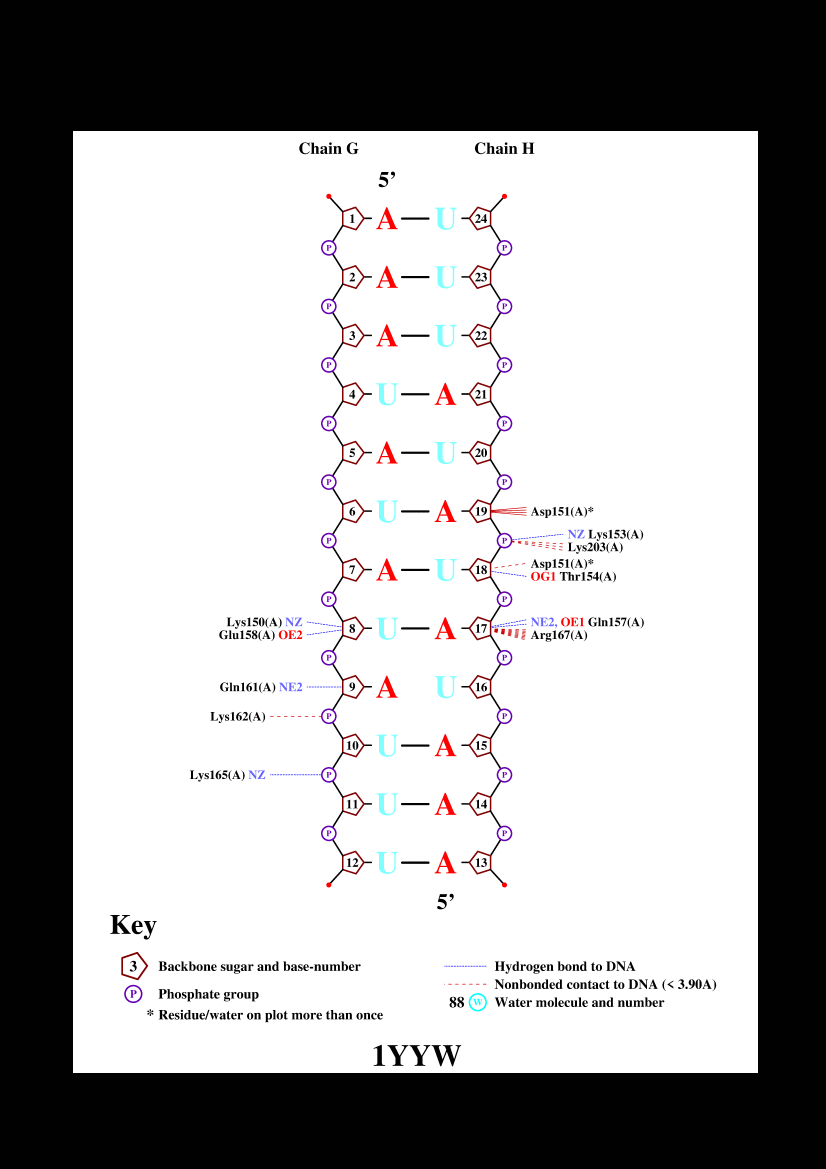 Chain G Chain H
5’
1 A U 24
P P
2 A U 23
P P
3 A U 22
P P
4 U A 21
P P
5 A U 20
P P
6 U A 19 Asp151(A)*
P P NZ Lys153(A)
Lys203(A)
7 A U 18 Asp151(A)*
OG1 Thr154(A)
P P
Lys150(A) NZ 8 U A 17 NE2, OE1 Gln157(A)
Glu158(A) OE2 Arg167(A)
P P
Gln161(A) NE2 9 A U 16
Lys162(A) P P
10 U A 15
Lys165(A) NZ P P
11 U A 14
P P
12 U A 13
5’
Key
3 Backbone sugar and base-number
P Phosphate group
* Residue/water on plot more than once
Hydrogen bond to DNA
Nonbonded contact to DNA (< 3.90A)
88 W Water molecule and number
1YYW